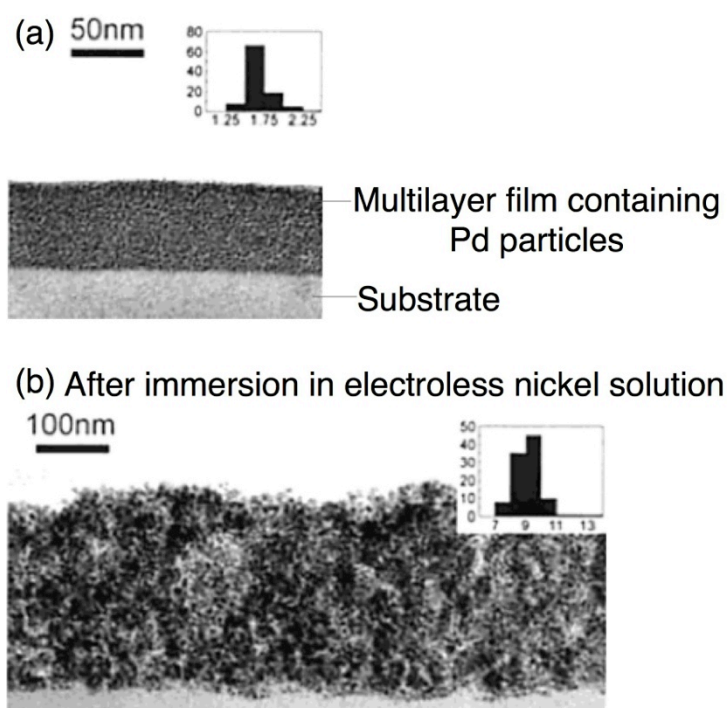 (a) 50nm
80
60
40
20
0
1.25 1.75 2.25
Multilayer film containing
Pd particles
Substrate
(b) After immersion in electroless nickel solution
100nm
50
40
30
20
10
0
7 9 11 13